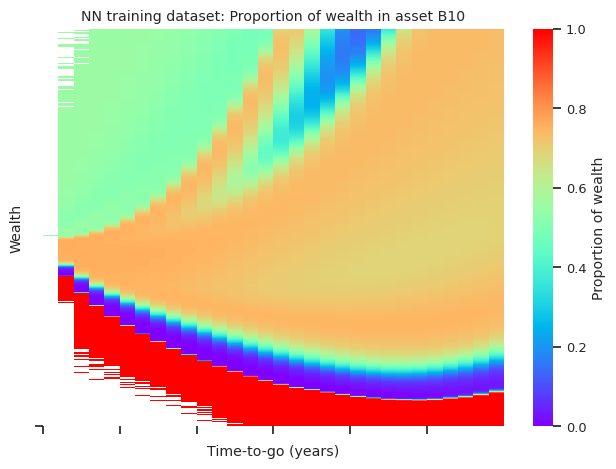 NN training dataset: Proportion of wealth in asset B10
1.0
0.8
0.6
0.4
0.2
0.0
Proportion of wealth
Wealth
Time-to-go (years)